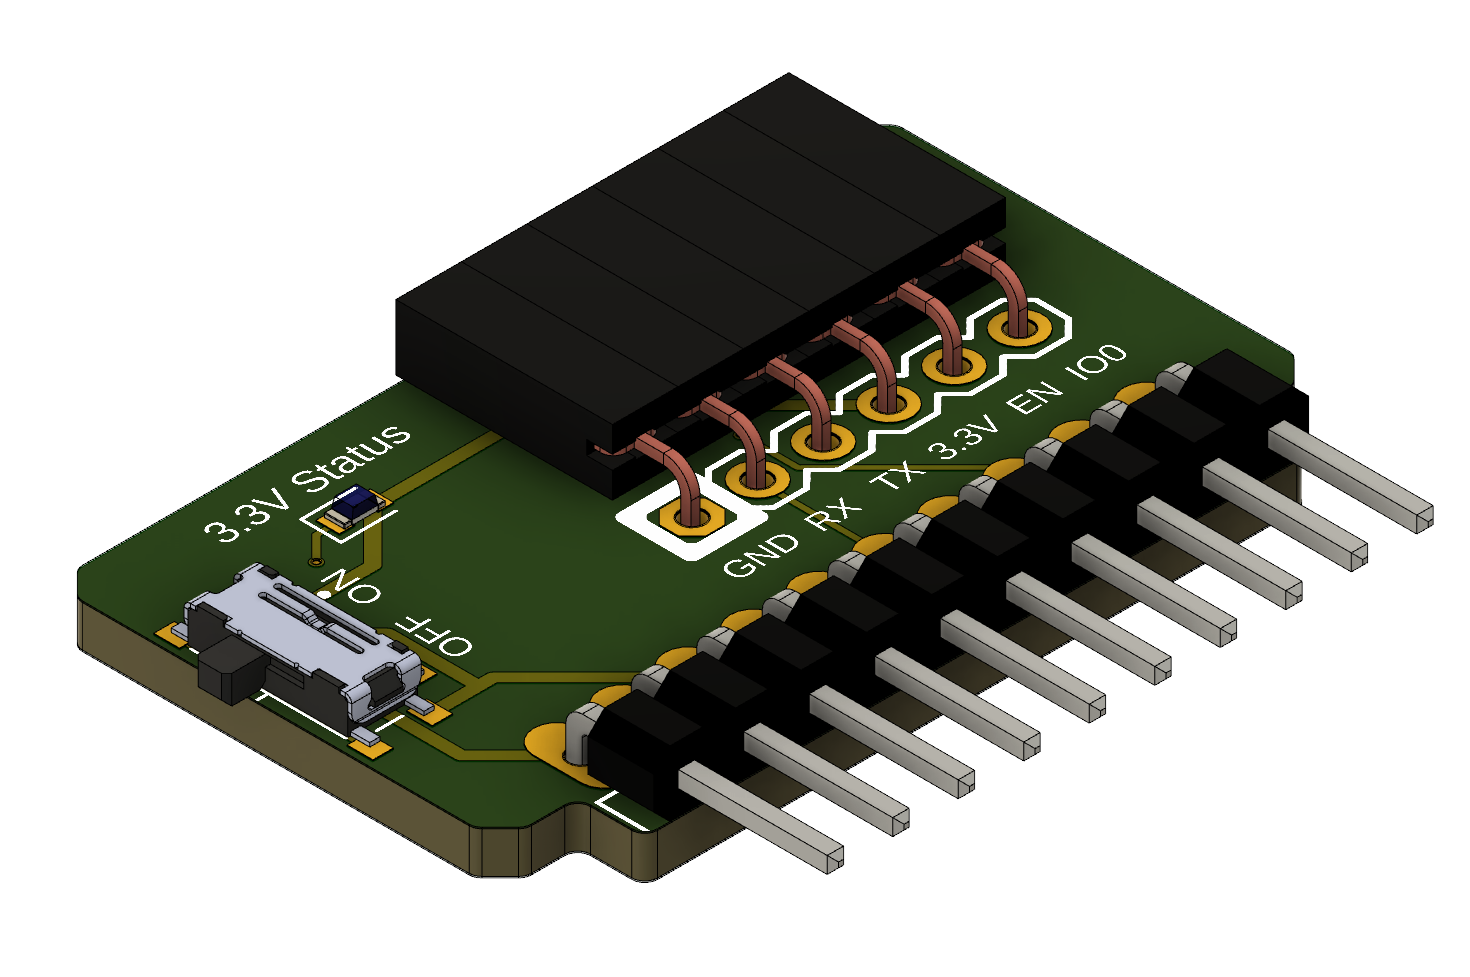 3.3V Status
ON
OFF
GND RX TX 3.3V EN IO0